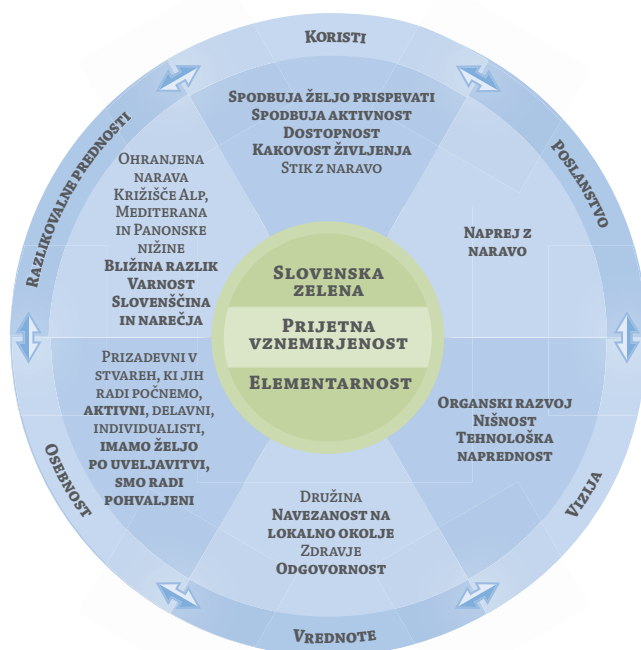 Koristi
Spodbuja željo prispevati
Spodbuja aktivnost
Dostopnost
Kakovost življenja
Stik z naravo
Poslanstvo
Naprej z
naravo
Vizija
Organski razvoj
Nišnost
Tehnološka
naprednost
Vrednote
Družina
Navezanost na
lokalno okolje
Zdravje
Odgovornost
Osebnost
Prizadevni v
stvareh, ki jih
radi počnemo,
aktivni, delavni,
individualisti,
imamo željo
po uveljavitvi,
smo radi
pohvaljeni
Razlikovalne prednosti
Ohranjena
narava
Križišče Alp,
Mediterana
in Panonske
nižine
Bližina razlik
Varnost
Slovenščina
in narečja
Slovenska
zelena
Prijetna
vznemirjenost
Elementarnost